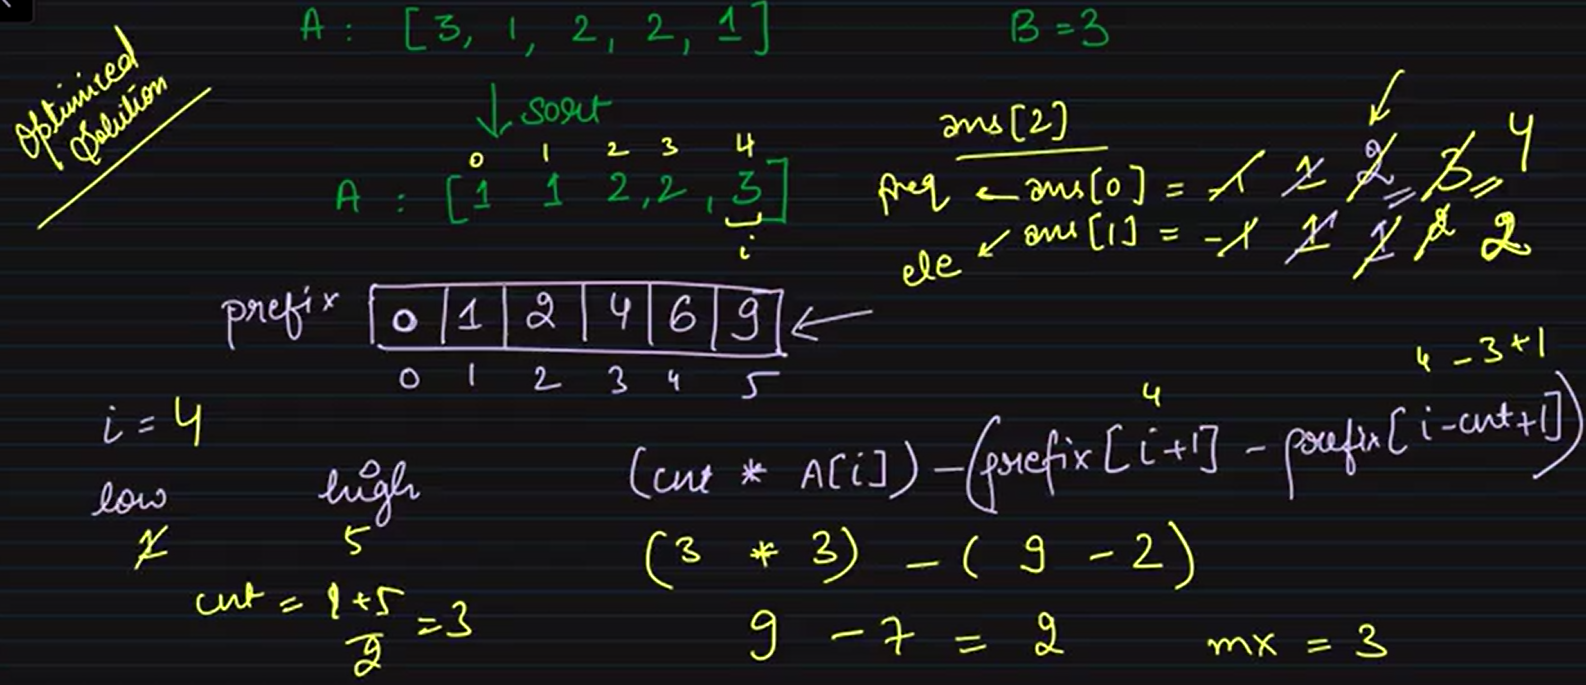 A : [3, 1, 2, 2, 1]
B = 3
Optimized
Solution
sort
0 1 2 3 4
A : [1 1 2,2 ,3]
i
ans[2]
freq ← ans[0] = -1 1 2 3 4
ele ↙ ans[1] = -1 1 1 2 2
prefix 0 1 2 4 6 9
0 1 2 3 4 5
i = 4
4
4 - 3 + 1
(cnt * A[i]) - (prefix[i+1] - prefix[i-cnt+1])
low high
1 5
(3 * 3) - (9 - 2)
cnt = 1+5
2
= 3
9 - 7 = 2
mx = 3